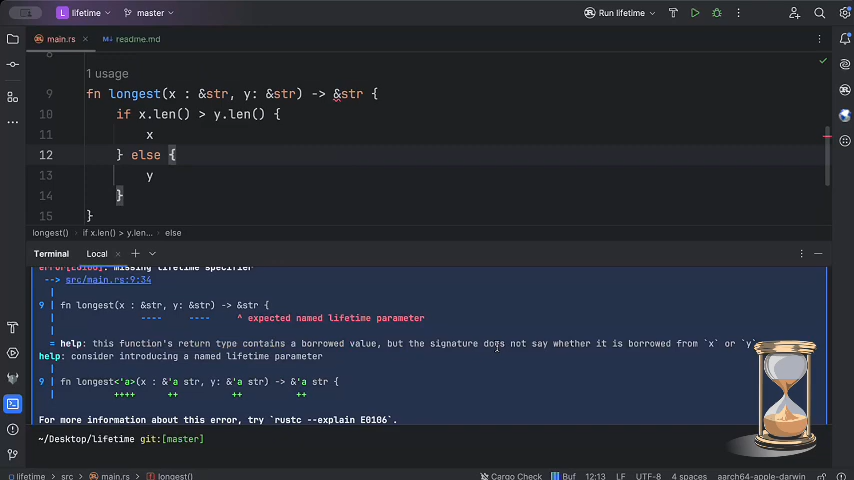 L lifetime
master
Run lifetime
main.rs
readme.md
8
1 usage
9 fn longest(x : &str, y: &str) -> &str {
10 if x.len() > y.len() {
11 x
12 } else {
13 y
14 }
15 }
longest() if x.len() > y.len... else
Terminal Local
error[E0106]: missing lifetime specifier
--> src/main.rs:9:34
|
9 | fn longest(x : &str, y: &str) -> &str {
| ---- ---- ^ expected named lifetime parameter
|
= help: this function's return type contains a borrowed value, but the signature does not say whether it is borrowed from `x` or `y`
help: consider introducing a named lifetime parameter
|
9 | fn longest<'a>(x : &'a str, y: &'a str) -> &'a str {
| ++++ ++ ++ ++
For more information about this error, try `rustc --explain E0106`.
~/Desktop/lifetime git:[master]
lifetime src main.rs longest() Cargo Check Buf 12:13 LF UTF-8 4 spaces aarch64-apple-darwin